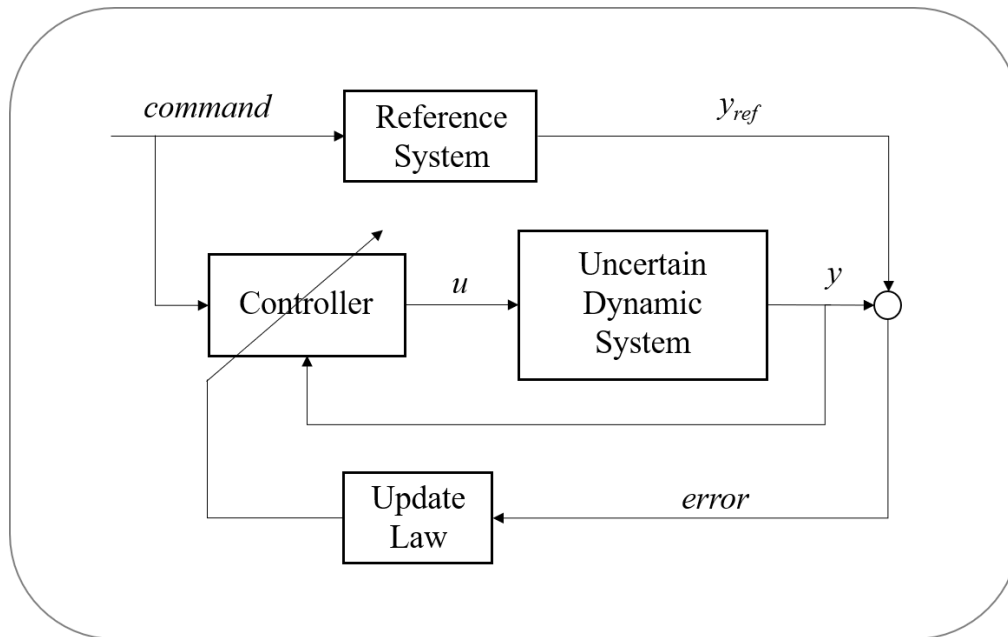 command
Reference
System
y_ref
Controller
u
Uncertain
Dynamic
System
y
Update
Law
error